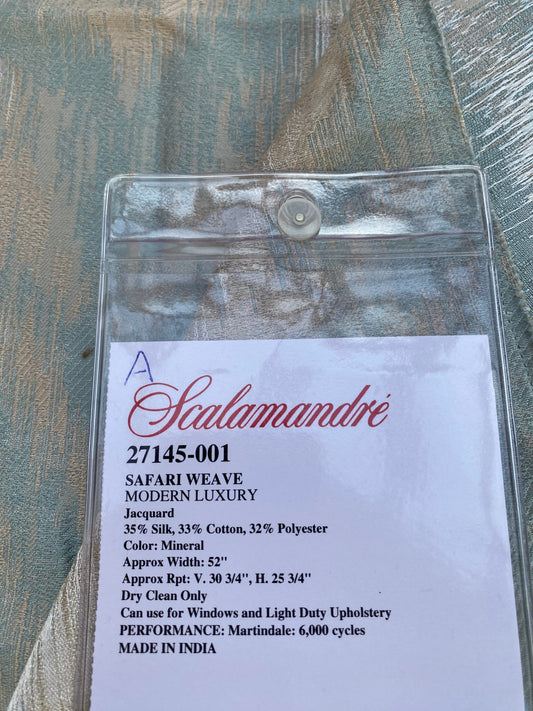 A
Scalamandré
27145-001
SAFARI WEAVE
MODERN LUXURY
Jacquard
35% Silk, 33% Cotton, 32% Polyester
Color: Mineral
Approx Width: 52"
Approx Rpt: V. 30 3/4", H. 25 3/4"
Dry Clean Only
Can use for Windows and Light Duty Upholstery
PERFORMANCE: Martindale: 6,000 cycles
MADE IN INDIA